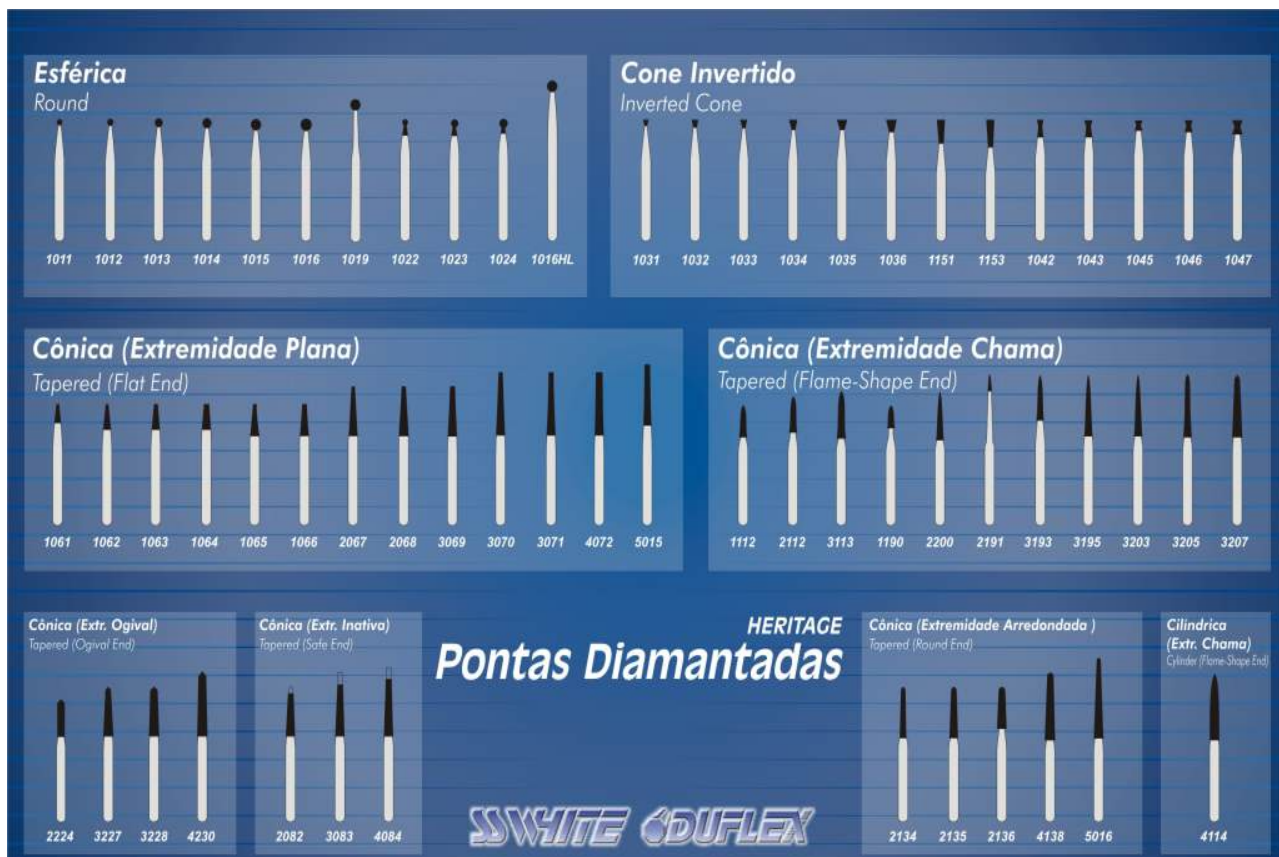 Esférica
Round
1011 1012 1013 1014 1015 1016 1019 1022 1023 1024 1016HL
Cone Invertido
Inverted Cone
1031 1032 1033 1034 1035 1036 1151 1153 1042 1043 1045 1046 1047
Cônica (Extremidade Plana)
Tapered (Flat End)
1061 1062 1063 1064 1065 1066 2067 2068 3069 3070 3071 4072 5015
Cônica (Extremidade Chama)
Tapered (Flame-Shape End)
1112 2112 3113 1190 2200 2191 3193 3195 3203 3205 3207
Cônica (Extr. Ogival)
Tapered (Ogival End)
2224 3227 3228 4230
Cônica (Extr. Inativa)
Tapered (Safe End)
2082 3083 4084
HERITAGE
Pontas Diamantadas
SSWHITE DUFLEX
Cônica (Extremidade Arredondada )
Tapered (Round End)
2134 2135 2136 4138 5016
Cilindrica
(Extr. Chama)
Cylinder (Flame-Shape End)
4114